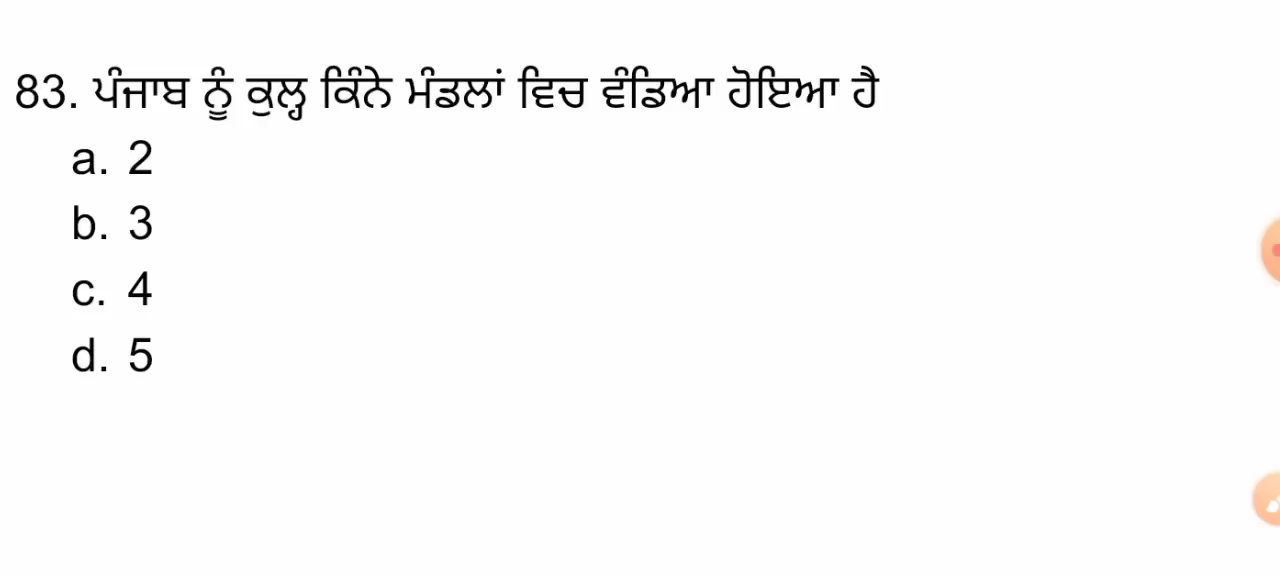 83. ਪੰਜਾਬ ਨੂੰ ਕੁਲ੍ਹ ਕਿੰਨੇ ਮੰਡਲਾਂ ਵਿਚ ਵੰਡਿਆ ਹੋਇਆ ਹੈ
a. 2
b. 3
c. 4
d. 5